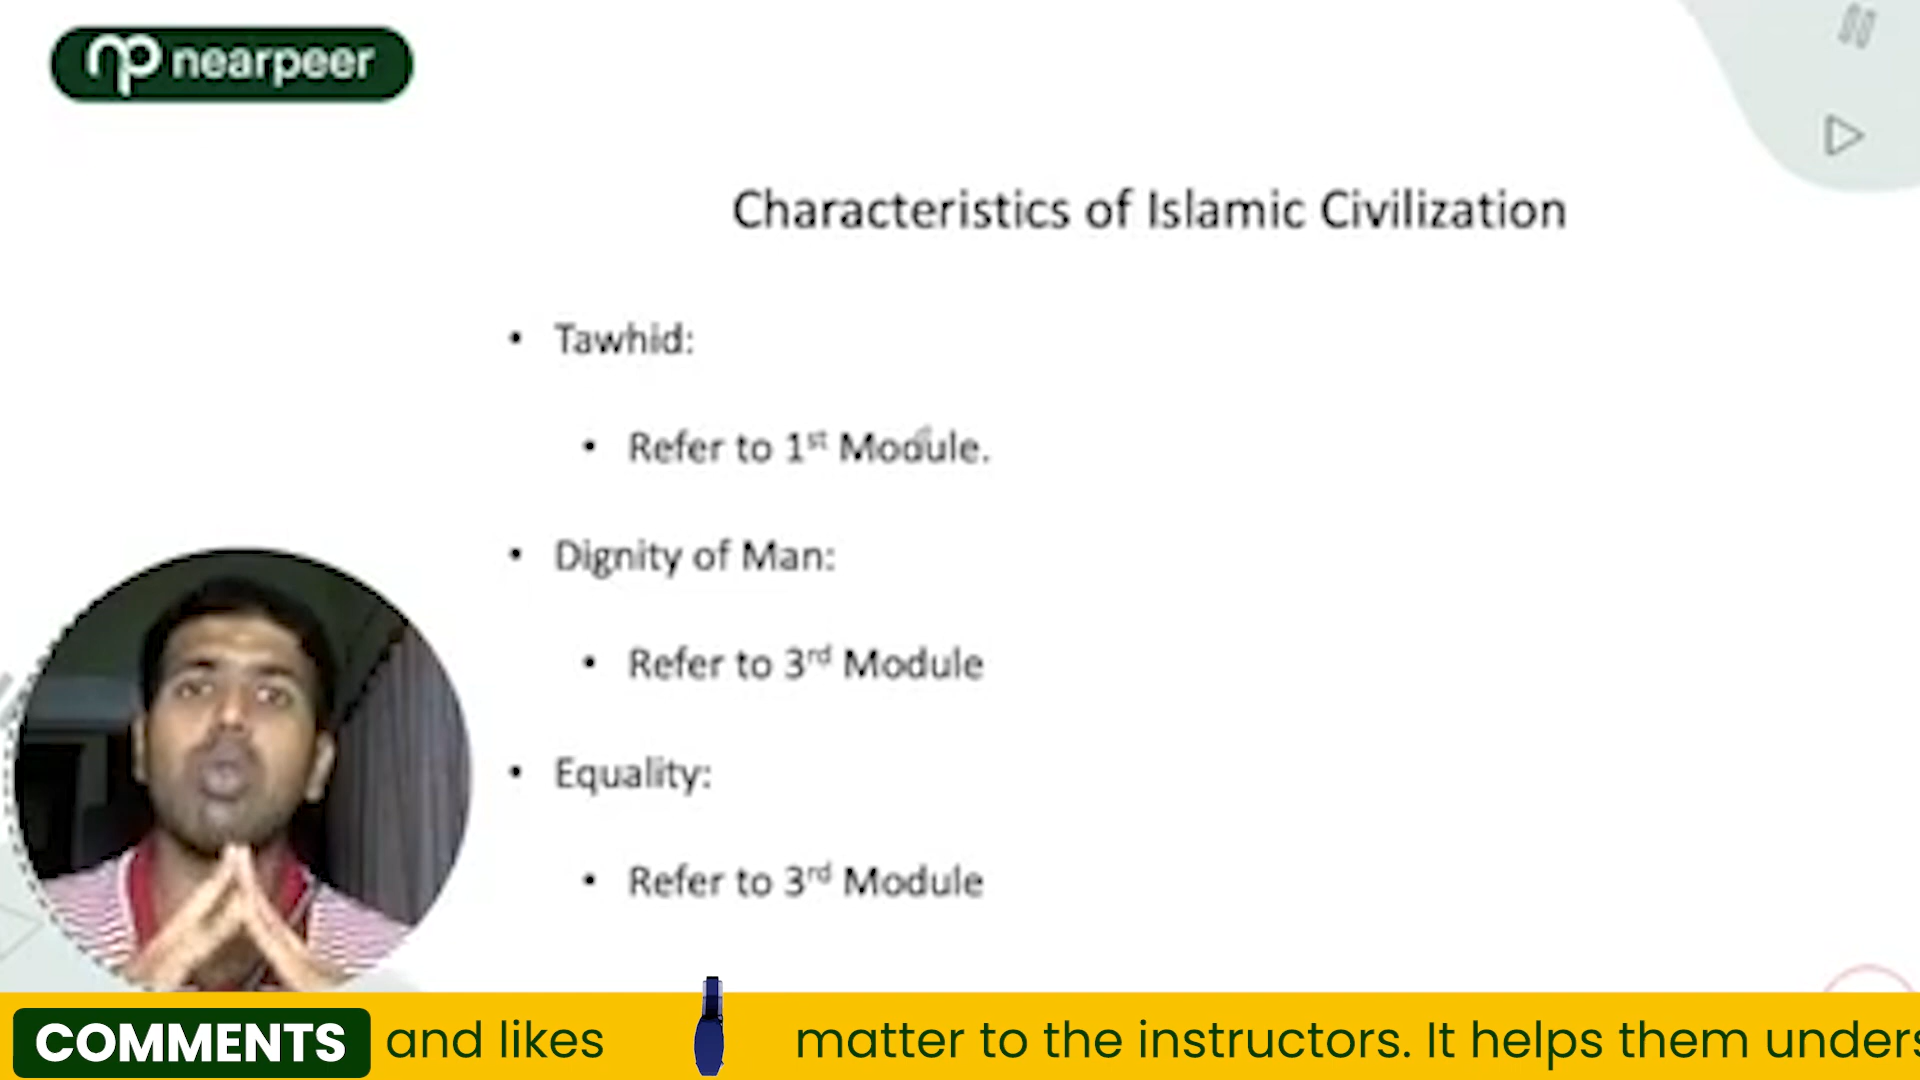 nearpeer
Characteristics of Islamic Civilization
• Tawhid:
• Refer to 1st Module.
• Dignity of Man:
• Refer to 3rd Module
• Equality:
• Refer to 3rd Module
COMMENTS and likes matter to the instructors. It helps them unders